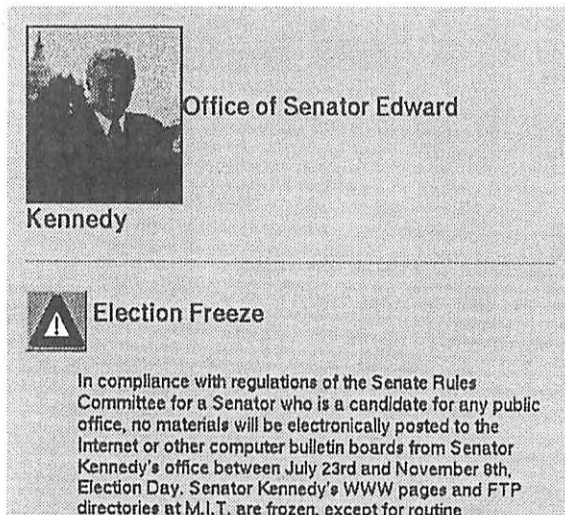 Office of Senator Edward
Kennedy
Election Freeze
In compliance with regulations of the Senate Rules
Committee for a Senator who is a candidate for any public
office, no materials will be electronically posted to the
Internet or other computer bulletin boards from Senator
Kennedy's office between July 23rd and November 8th,
Election Day. Senator Kennedy's WWW pages and FTP
directories at M.I.T. are frozen, except for routine